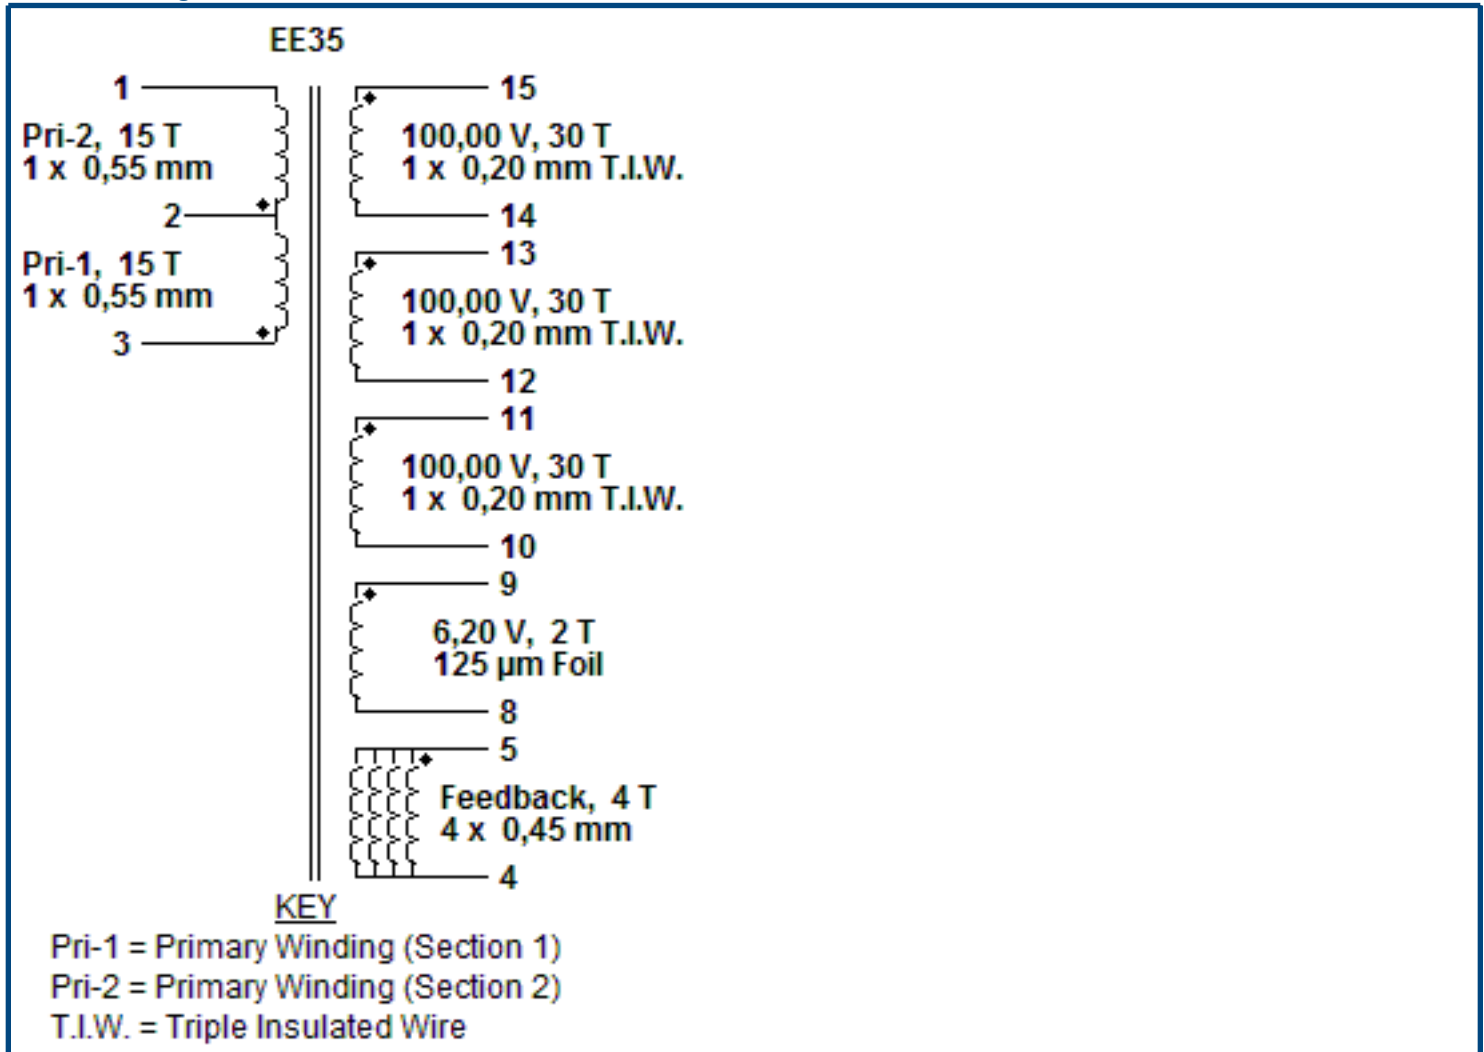 EE35
1
Pri-2, 15 T
1 x 0,55 mm
2
Pri-1, 15 T
1 x 0,55 mm
3
15
100,00 V, 30 T
1 x 0,20 mm T.I.W.
14
13
100,00 V, 30 T
1 x 0,20 mm T.I.W.
12
11
100,00 V, 30 T
1 x 0,20 mm T.I.W.
10
9
6,20 V, 2 T
125 µm Foil
8
5
Feedback, 4 T
4 x 0,45 mm
4
KEY
Pri-1 = Primary Winding (Section 1)
Pri-2 = Primary Winding (Section 2)
T.I.W. = Triple Insulated Wire